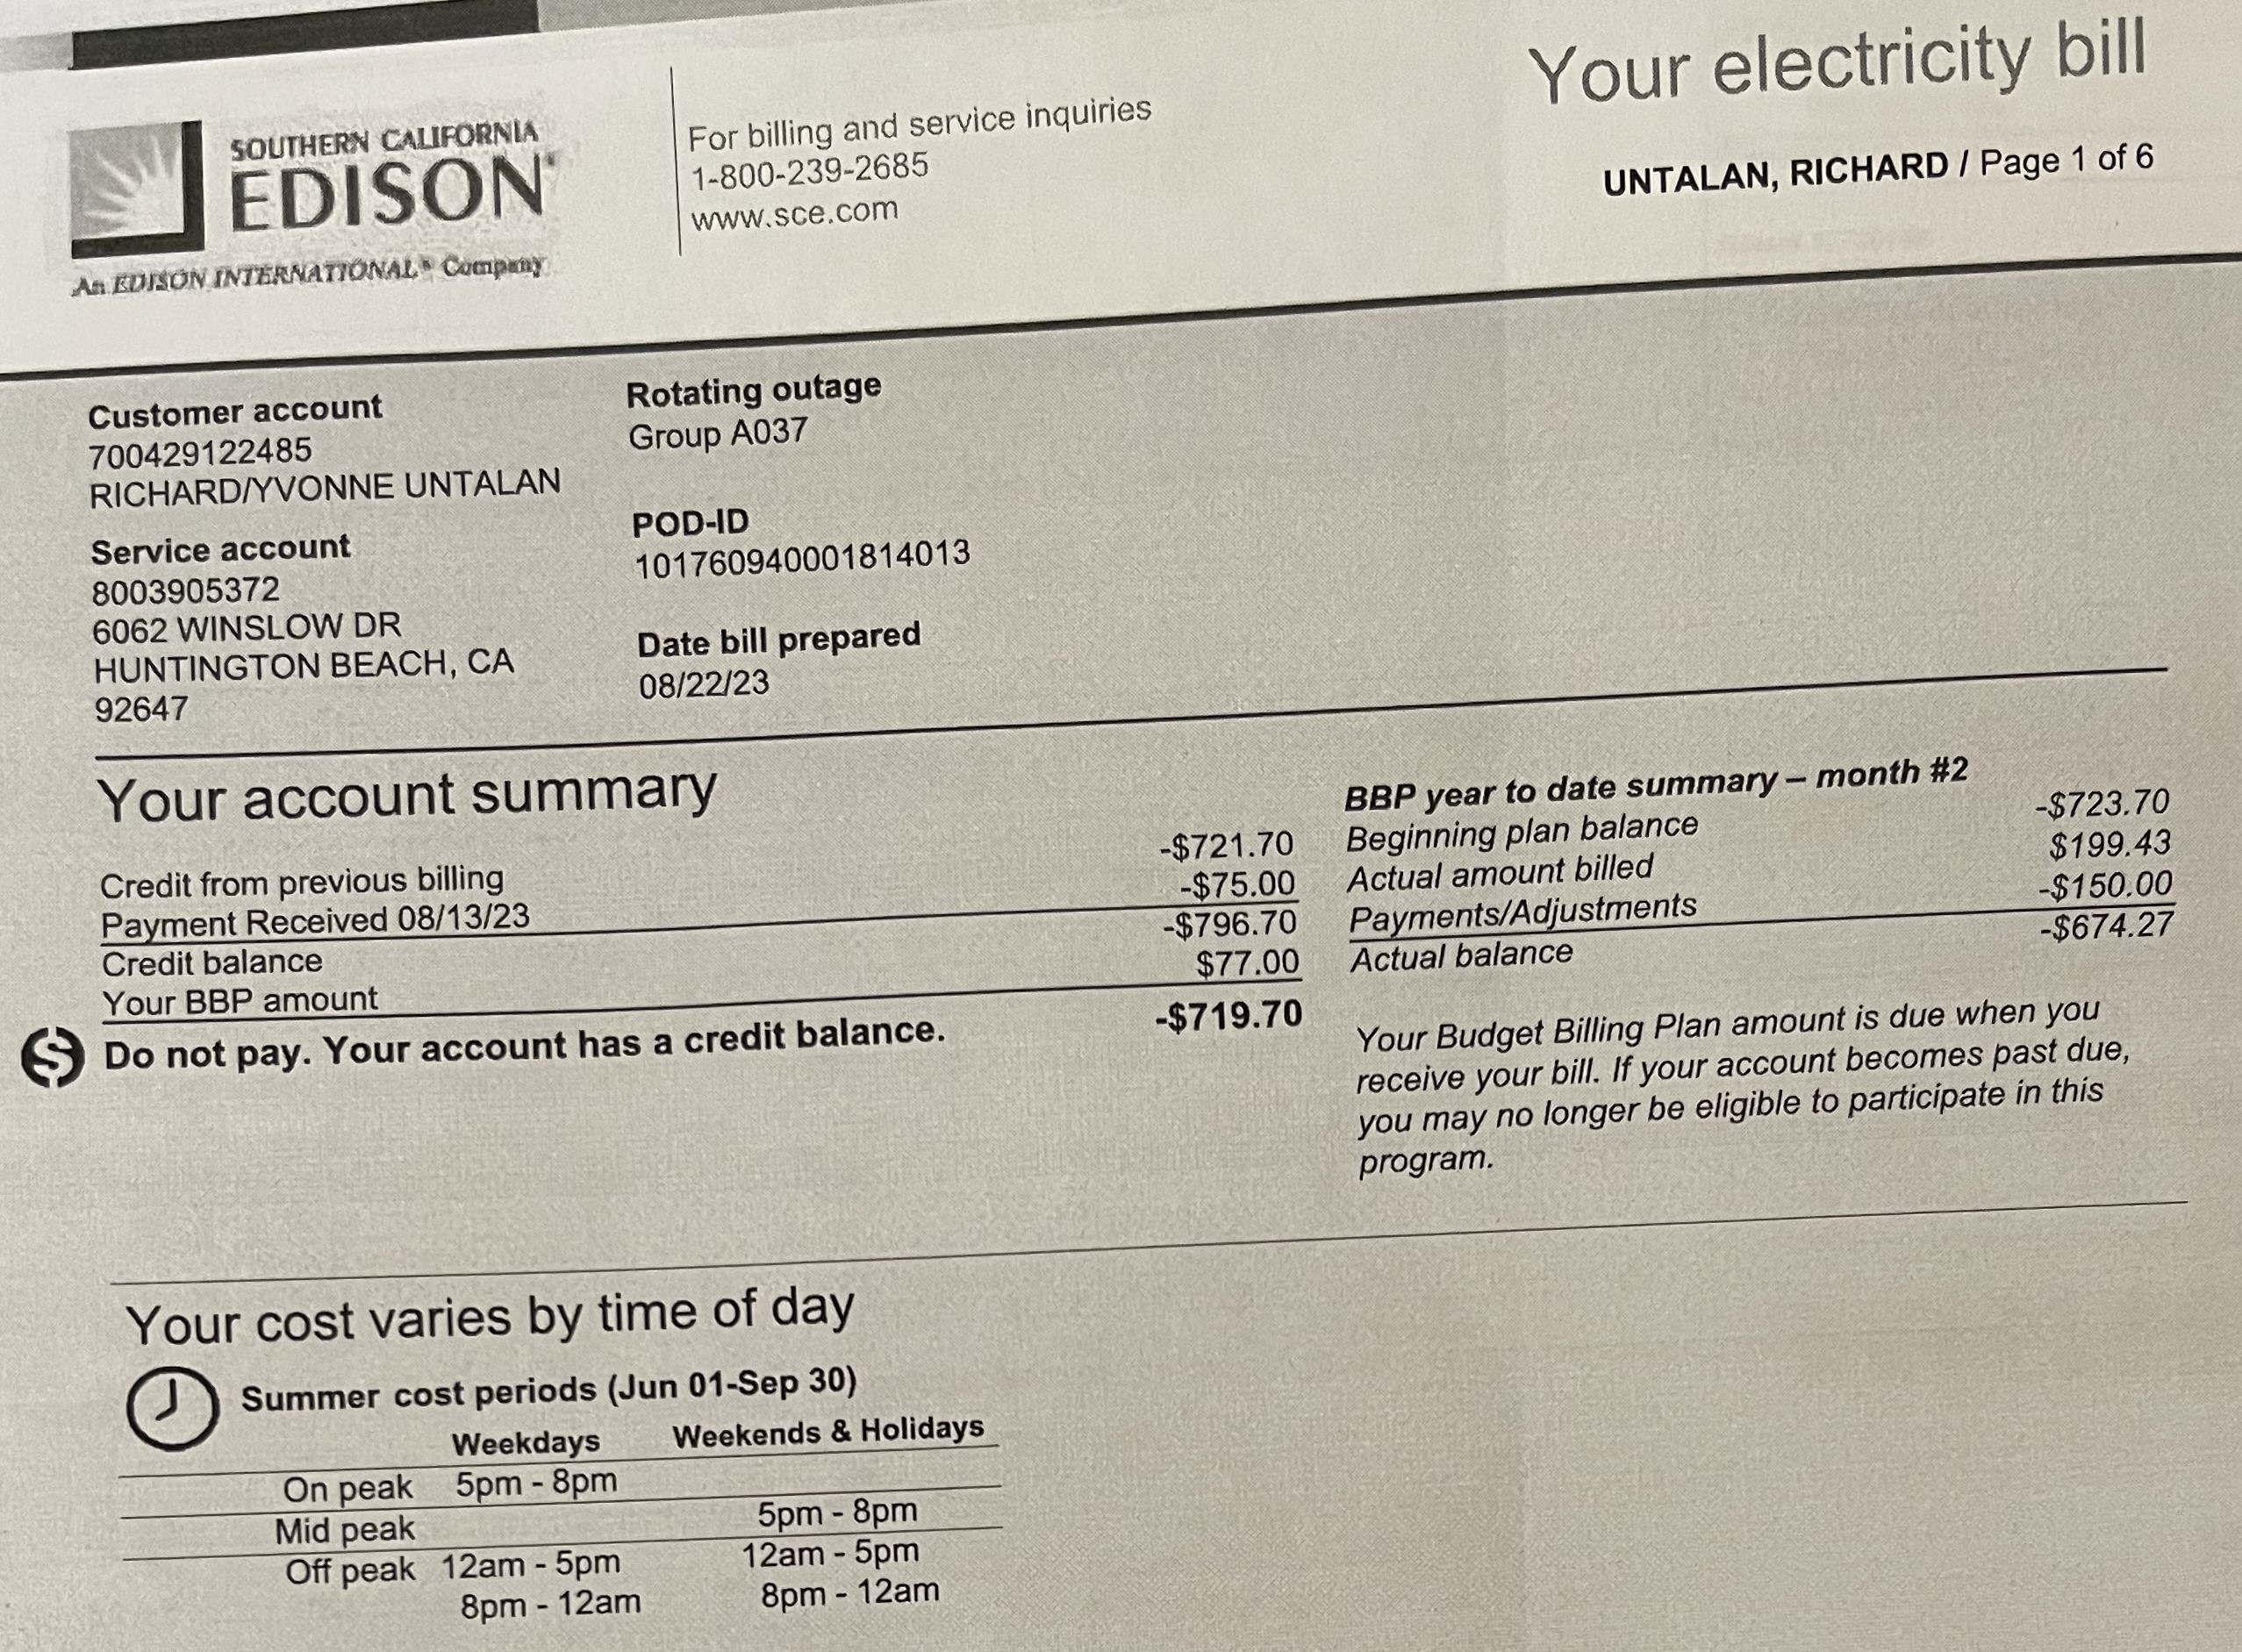 SOUTHERN CALIFORNIA
EDISON®
An EDISON INTERNATIONAL® Company
For billing and service inquiries
1-800-239-2685
www.sce.com
Your electricity bill
UNTALAN, RICHARD / Page 1 of 6
Customer account
700429122485
RICHARD/YVONNE UNTALAN
Service account
8003905372
6062 WINSLOW DR
HUNTINGTON BEACH, CA
92647
Rotating outage
Group A037
POD-ID
101760940001814013
Date bill prepared
08/22/23
Your account summary
Credit from previous billing -$721.70
Payment Received 08/13/23 -$75.00
Credit balance -$796.70
Your BBP amount $77.00
Do not pay. Your account has a credit balance. -$719.70
BBP year to date summary – month #2
Beginning plan balance -$723.70
Actual amount billed $199.43
Payments/Adjustments -$150.00
Actual balance -$674.27
Your Budget Billing Plan amount is due when you
receive your bill. If your account becomes past due,
you may no longer be eligible to participate in this
program.
Your cost varies by time of day
Summer cost periods (Jun 01-Sep 30)
Weekdays Weekends & Holidays
On peak 5pm - 8pm
Mid peak 5pm - 8pm
Off peak 12am - 5pm 12am - 5pm
8pm - 12am 8pm - 12am